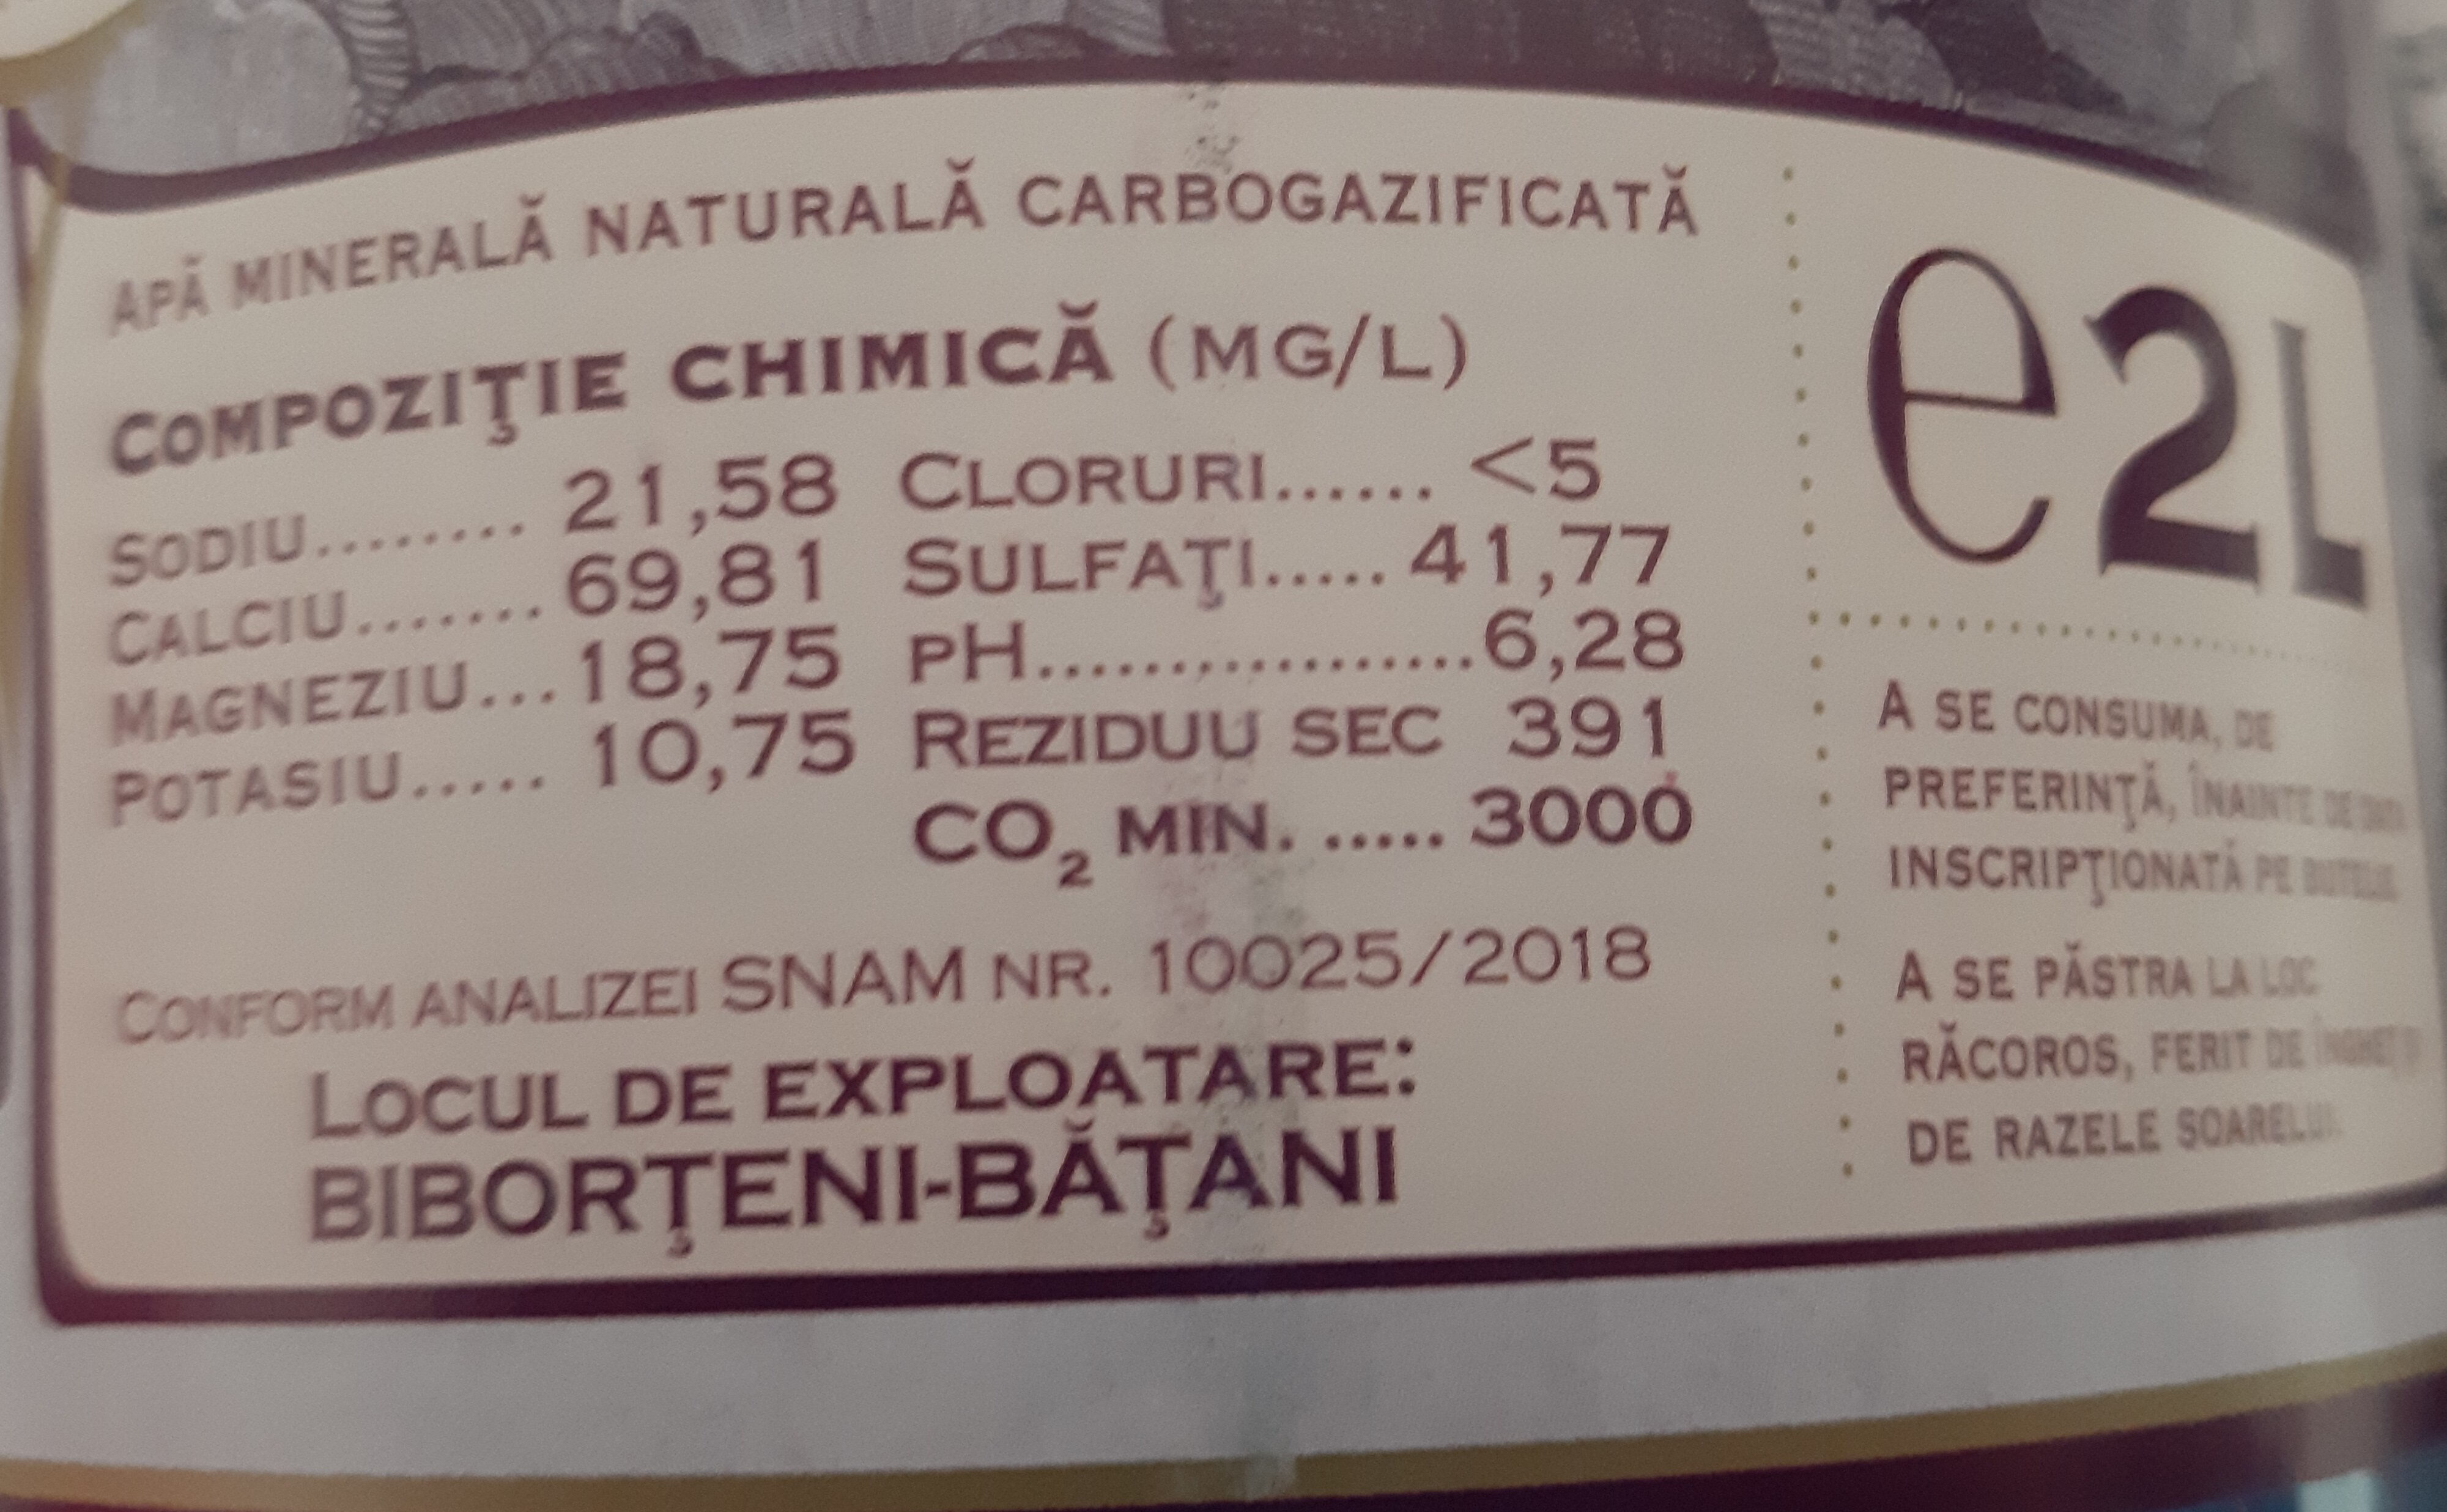 APĂ MINERALĂ NATURALĂ CARBOGAZIFICATĂ
COMPOZIŢIE CHIMICĂ (MG/L)
SODIU........ 21,58 CLORURI...... <5
CALCIU....... 69,81 SULFAŢI..... 41,77
MAGNEZIU...18,75 PH.................6,28
POTASIU..... 10,75 REZIDUU SEC 391
CO₂ MIN. ..... 3000
CONFORM ANALIZEI SNAM NR. 10025/2018
LOCUL DE EXPLOATARE:
BIBORŢENI-BĂŢANI
e2L
A SE CONSUMA, DE
PREFERINŢĂ, ÎNAINTE DE
INSCRIPŢIONATĂ PE
A SE PĂSTRA LA LOC
RĂCOROS, FERIT DE ÎNGHEŢ
DE RAZELE SOARELUI.